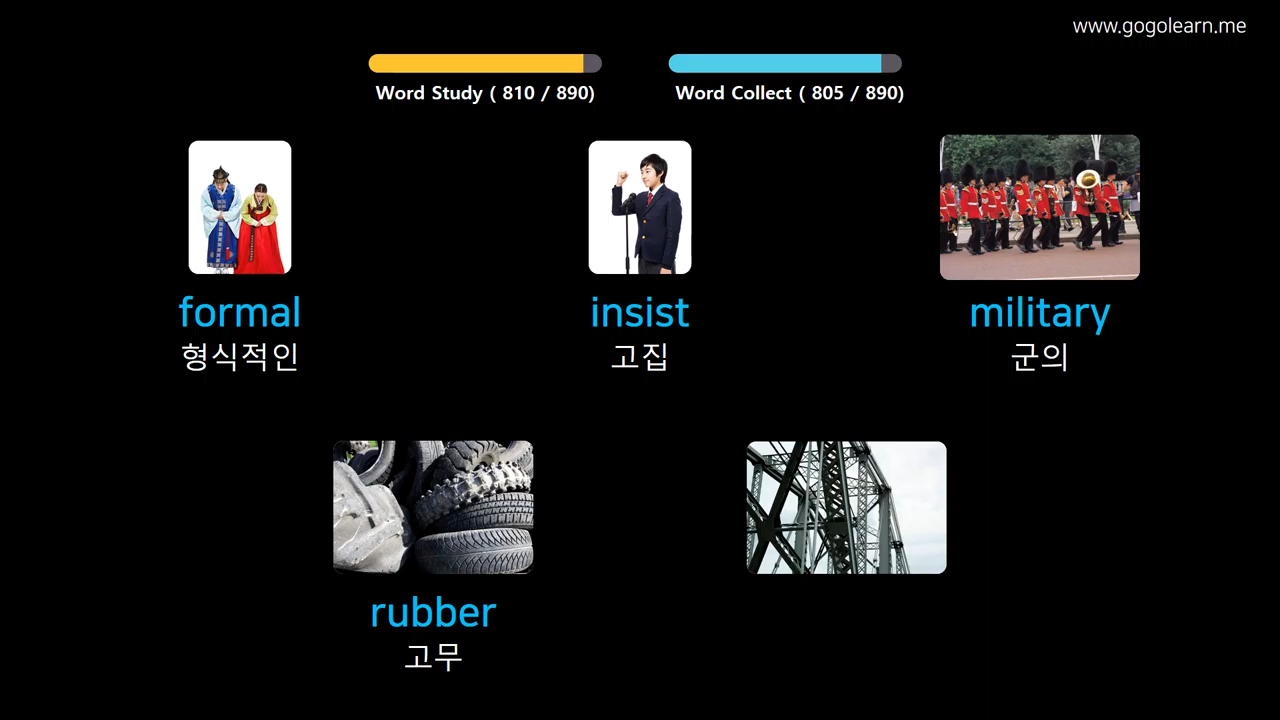 www.gogolearn.me
Word Study ( 810 / 890)
Word Collect ( 805 / 890)
formal
형식적인
insist
고집
military
군의
rubber
고무